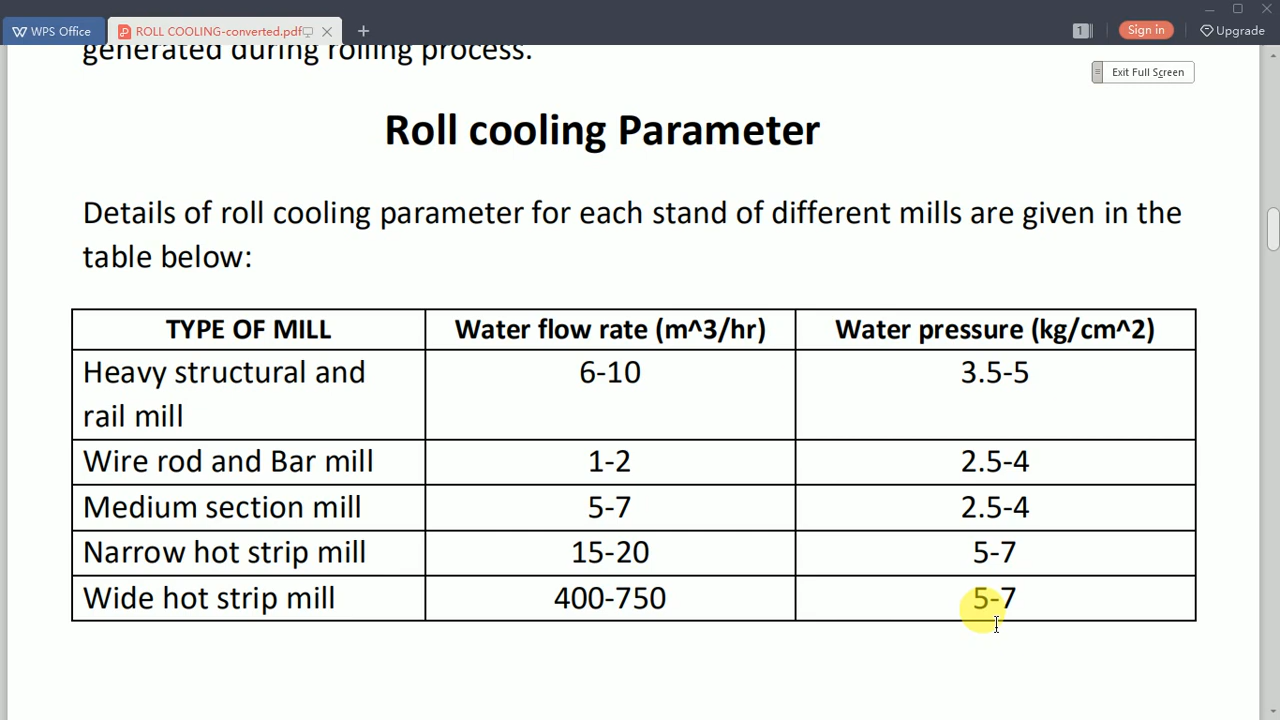 WPS Office
ROLL COOLING-converted.pdf
1
Sign in
Upgrade
generated during rolling process.
Exit Full Screen
Roll cooling Parameter
Details of roll cooling parameter for each stand of different mills are given in the
table below:
TYPE OF MILL Water flow rate (m^3/hr) Water pressure (kg/cm^2)
Heavy structural and 6-10 3.5-5
rail mill
Wire rod and Bar mill 1-2 2.5-4
Medium section mill 5-7 2.5-4
Narrow hot strip mill 15-20 5-7
Wide hot strip mill 400-750 5-7